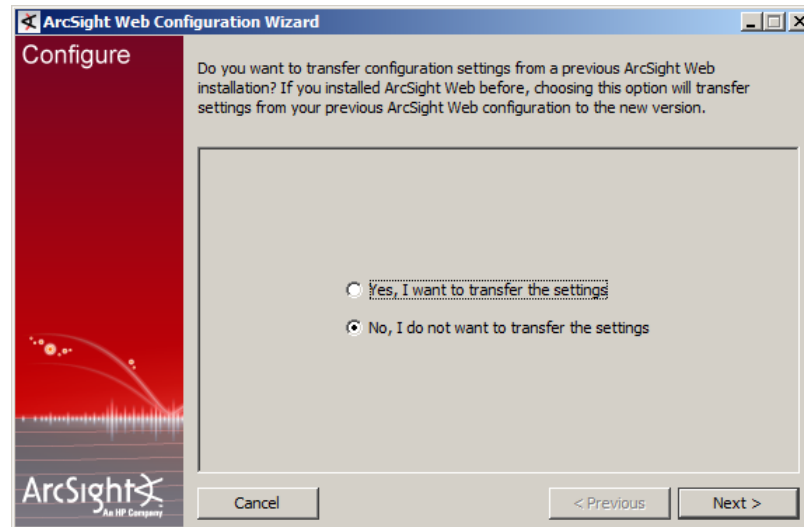 ArcSight Web Configuration Wizard
Configure
Do you want to transfer configuration settings from a previous ArcSight Web
installation? If you installed ArcSight Web before, choosing this option will transfer
settings from your previous ArcSight Web configuration to the new version.
Yes, I want to transfer the settings
No, I do not want to transfer the settings
ArcSight
An HP Company
Cancel
< Previous
Next >